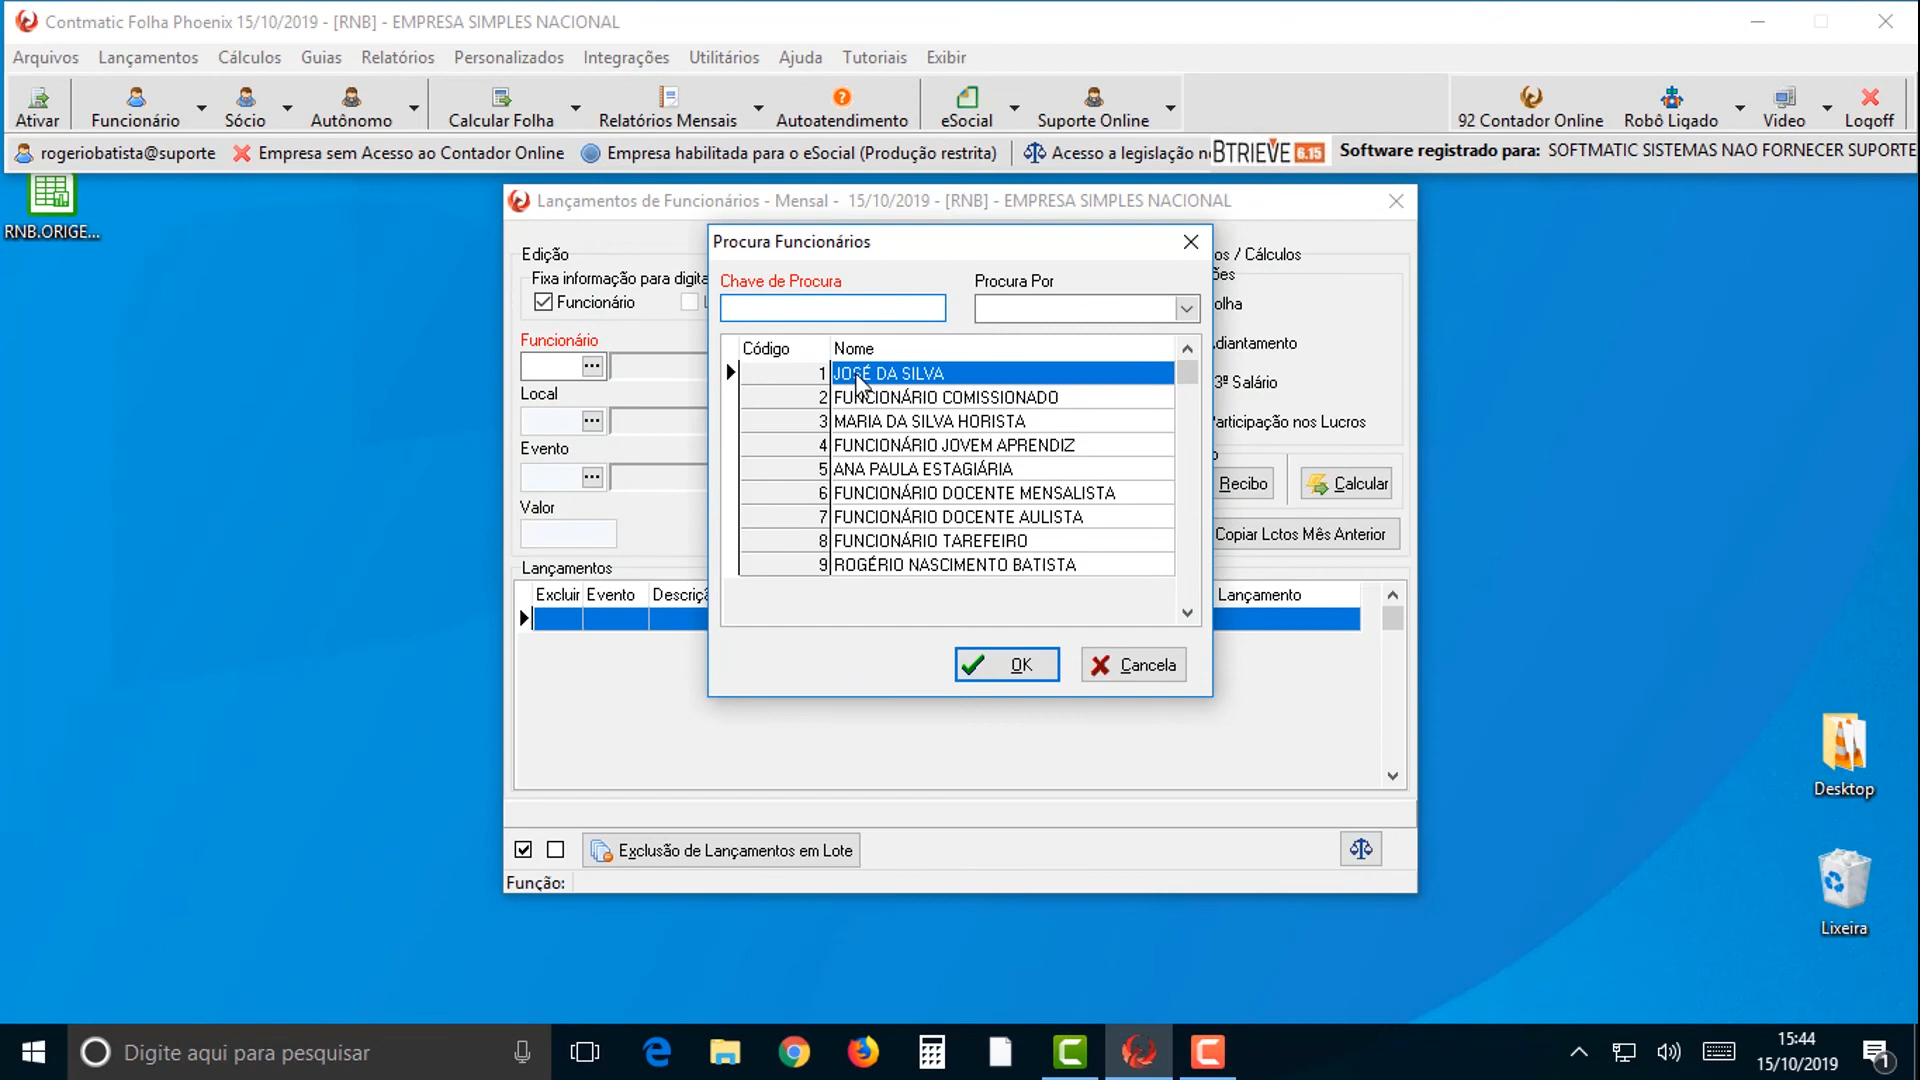 Contmatic Folha Phoenix 15/10/2019 - [RNB] - EMPRESA SIMPLES NACIONAL
Arquivos Lançamentos Cálculos Guias Relatórios Personalizados Integrações Utilitários Ajuda Tutoriais Exibir
Ativar Funcionário Sócio Autônomo Calcular Folha Relatórios Mensais Autoatendimento eSocial Suporte Online 92 Contador Online Robô Ligado Video Logoff
rogeriobatista@suporte Empresa sem Acesso ao Contador Online Empresa habilitada para o eSocial (Produção restrita) Acesso a legislação BTRIEVE 6.15 Software registrado para: SOFTMATIC SISTEMAS NAO FORNECER SUPORTE
RNB.ORIGE...
Lançamentos de Funcionários - Mensal - 15/10/2019 - [RNB] - EMPRESA SIMPLES NACIONAL
Edição
Fixa informação para digita
Funcionário
Funcionário
Local
Evento
Valor
Lançamentos
Excluir Evento Descriçã
Procura Funcionários
Chave de Procura Procura Por
Código Nome
1 JOSÉ DA SILVA
2 FUNCIONÁRIO COMISSIONADO
3 MARIA DA SILVA HORISTA
4 FUNCIONÁRIO JOVEM APRENDIZ
5 ANA PAULA ESTAGIÁRIA
6 FUNCIONÁRIO DOCENTE MENSALISTA
7 FUNCIONÁRIO DOCENTE AULISTA
8 FUNCIONÁRIO TAREFEIRO
9 ROGÉRIO NASCIMENTO BATISTA
OK Cancela
os / Cálculos
ões
olha
diantamento
3º Salário
articipação nos Lucros
Recibo Calcular
Copiar Lctos Mês Anterior
Lançamento
Exclusão de Lançamentos em Lote
Função:
Desktop
Lixeira
Digite aqui para pesquisar
15:44
15/10/2019
1